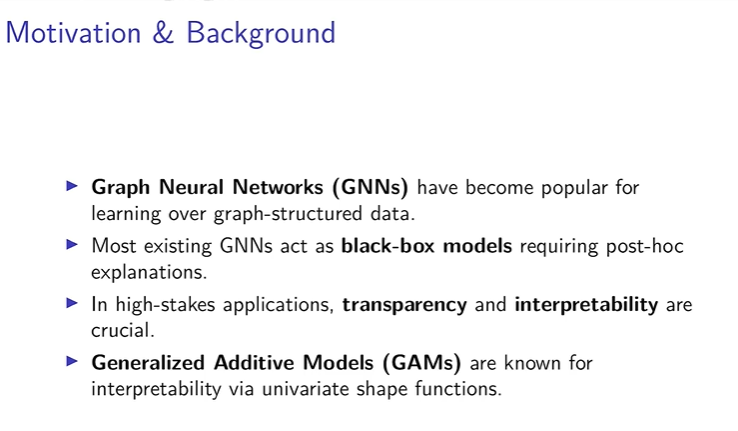 Motivation & Background
Graph Neural Networks (GNNs) have become popular for
learning over graph-structured data.
Most existing GNNs act as black-box models requiring post-hoc
explanations.
In high-stakes applications, transparency and interpretability are
crucial.
Generalized Additive Models (GAMs) are known for
interpretability via univariate shape functions.